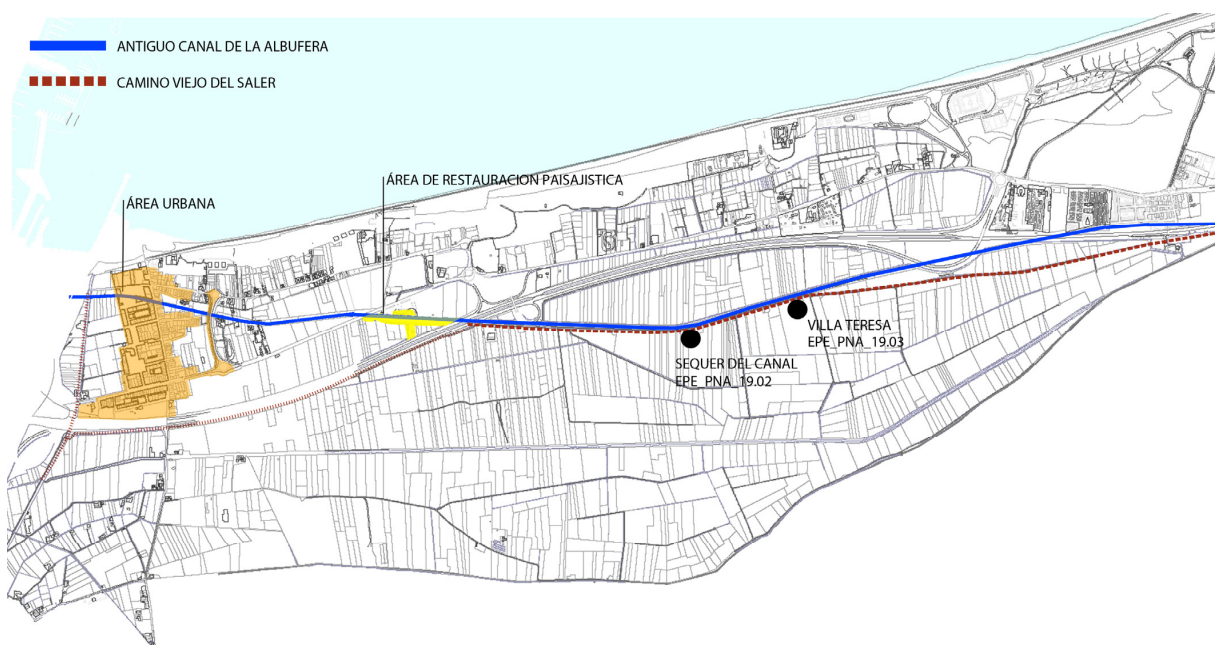 ANTIGUO CANAL DE LA ALBUFERA
CAMINO VIEJO DEL SALER
ÁREA DE RESTAURACION PAISAJISTICA
ÁREA URBANA
VILLA TERESA
EPE_PNA_19.03
SEQUER DEL CANAL
EPE_PNA_19.02